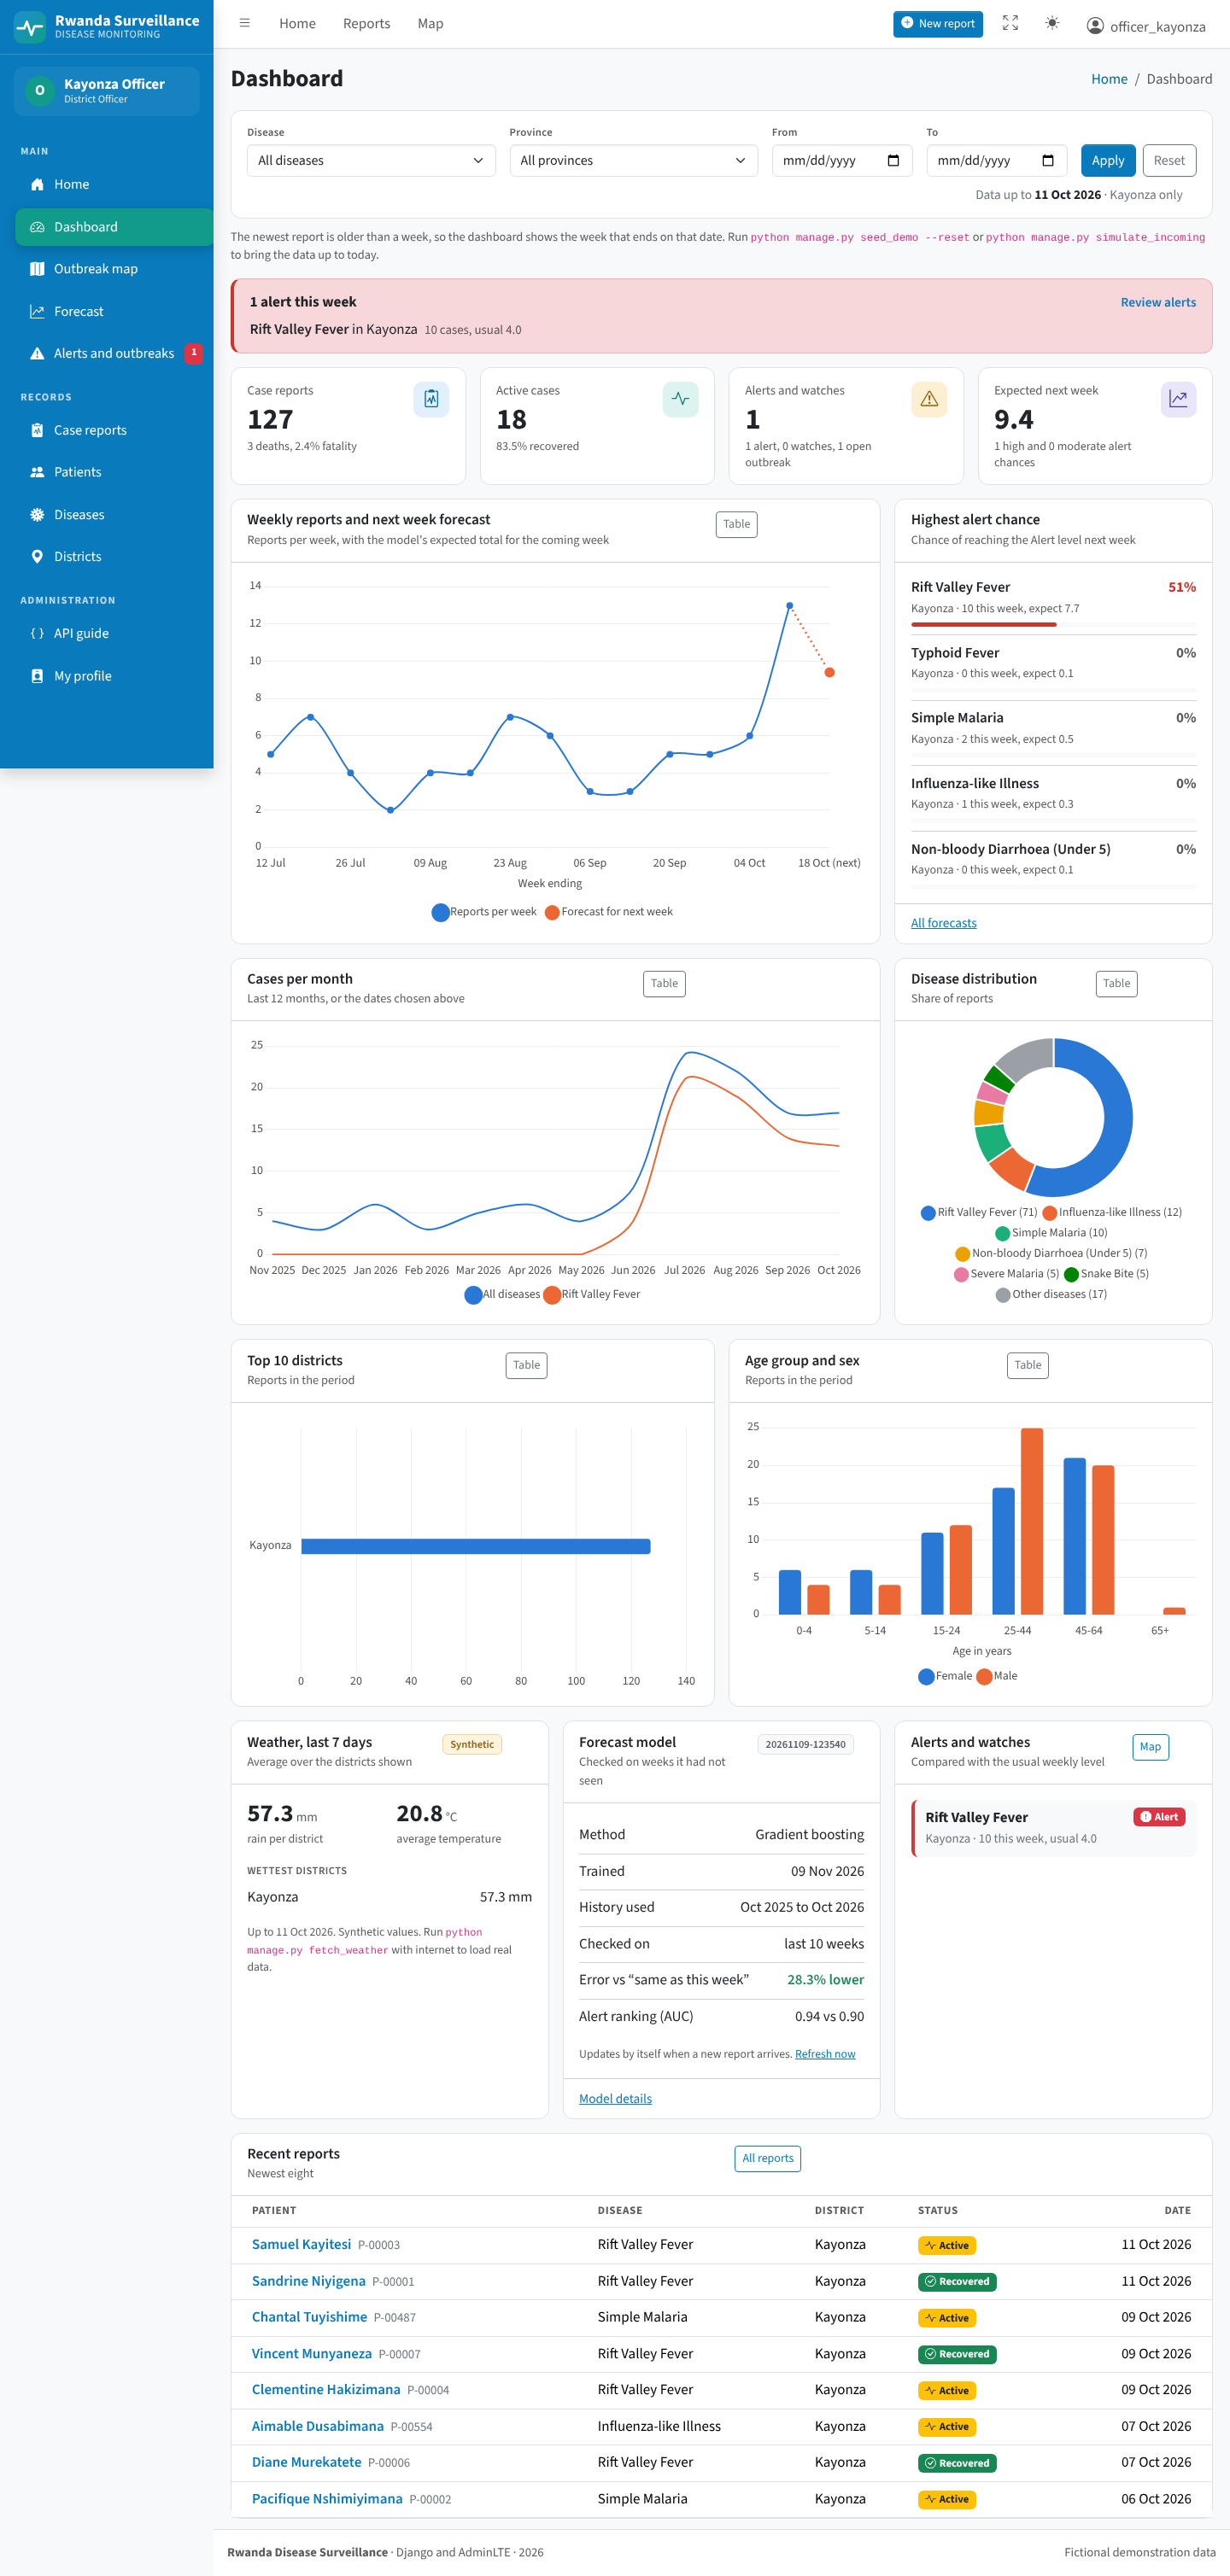 Rwanda Surveillance
DISEASE MONITORING
O
Kayonza Officer
District Officer
MAIN
Home
Dashboard
Outbreak map
Forecast
Alerts and outbreaks 1
RECORDS
Case reports
Patients
Diseases
Districts
ADMINISTRATION
API guide
My profile
Home Reports Map
New report
officer_kayonza
Dashboard
Home / Dashboard
Disease Province From To
All diseases All provinces mm/dd/yyyy mm/dd/yyyy Apply Reset
Data up to 11 Oct 2026 · Kayonza only
The newest report is older than a week, so the dashboard shows the week that ends on that date. Run python manage.py seed_demo --reset or python manage.py simulate_incoming
to bring the data up to today.
1 alert this week
Review alerts
Rift Valley Fever in Kayonza 10 cases, usual 4.0
Case reports
127
3 deaths, 2.4% fatality
Active cases
18
83.5% recovered
Alerts and watches
1
1 alert, 0 watches, 1 open
outbreak
Expected next week
9.4
1 high and 0 moderate alert
chances
Weekly reports and next week forecast
Reports per week, with the model's expected total for the coming week
Table
14
12
10
8
6
4
2
0
12 Jul 26 Jul 09 Aug 23 Aug 06 Sep 20 Sep 04 Oct 18 Oct (next)
Week ending
Reports per week Forecast for next week
Highest alert chance
Chance of reaching the Alert level next week
Rift Valley Fever 51%
Kayonza · 10 this week, expect 7.7
Typhoid Fever 0%
Kayonza · 0 this week, expect 0.1
Simple Malaria 0%
Kayonza · 2 this week, expect 0.5
Influenza-like Illness 0%
Kayonza · 1 this week, expect 0.3
Non-bloody Diarrhoea (Under 5) 0%
Kayonza · 0 this week, expect 0.1
All forecasts
Cases per month
Last 12 months, or the dates chosen above
Table
25
20
15
10
5
0
Nov 2025 Dec 2025 Jan 2026 Feb 2026 Mar 2026 Apr 2026 May 2026 Jun 2026 Jul 2026 Aug 2026 Sep 2026 Oct 2026
All diseases Rift Valley Fever
Disease distribution
Share of reports
Table
Rift Valley Fever (71) Influenza-like Illness (12)
Simple Malaria (10)
Non-bloody Diarrhoea (Under 5) (7)
Severe Malaria (5) Snake Bite (5)
Other diseases (17)
Top 10 districts
Reports in the period
Table
Kayonza
0 20 40 60 80 100 120 140
Age group and sex
Reports in the period
Table
25
20
15
10
5
0
0-4 5-14 15-24 25-44 45-64 65+
Age in years
Female Male
Weather, last 7 days
Average over the districts shown
Synthetic
57.3 mm
rain per district
20.8 °C
average temperature
WETTEST DISTRICTS
Kayonza 57.3 mm
Up to 11 Oct 2026. Synthetic values. Run python
manage.py fetch_weather with internet to load real
data.
Forecast model
Checked on weeks it had not
seen
20261109-123540
Method Gradient boosting
Trained 09 Nov 2026
History used Oct 2025 to Oct 2026
Checked on last 10 weeks
Error vs “same as this week” 28.3% lower
Alert ranking (AUC) 0.94 vs 0.90
Updates by itself when a new report arrives. Refresh now
Model details
Alerts and watches
Compared with the usual weekly level
Map
Rift Valley Fever Alert
Kayonza · 10 this week, usual 4.0
Recent reports
Newest eight
All reports
PATIENT DISEASE DISTRICT STATUS DATE
Samuel Kayitesi P-00003 Rift Valley Fever Kayonza Active 11 Oct 2026
Sandrine Niyigena P-00001 Rift Valley Fever Kayonza Recovered 11 Oct 2026
Chantal Tuyishime P-00487 Simple Malaria Kayonza Active 09 Oct 2026
Vincent Munyaneza P-00007 Rift Valley Fever Kayonza Recovered 09 Oct 2026
Clementine Hakizimana P-00004 Rift Valley Fever Kayonza Active 09 Oct 2026
Aimable Dusabimana P-00554 Influenza-like Illness Kayonza Active 07 Oct 2026
Diane Murekatete P-00006 Rift Valley Fever Kayonza Recovered 07 Oct 2026
Pacifique Nshimiyimana P-00002 Simple Malaria Kayonza Active 06 Oct 2026
Rwanda Disease Surveillance · Django and AdminLTE · 2026
Fictional demonstration data